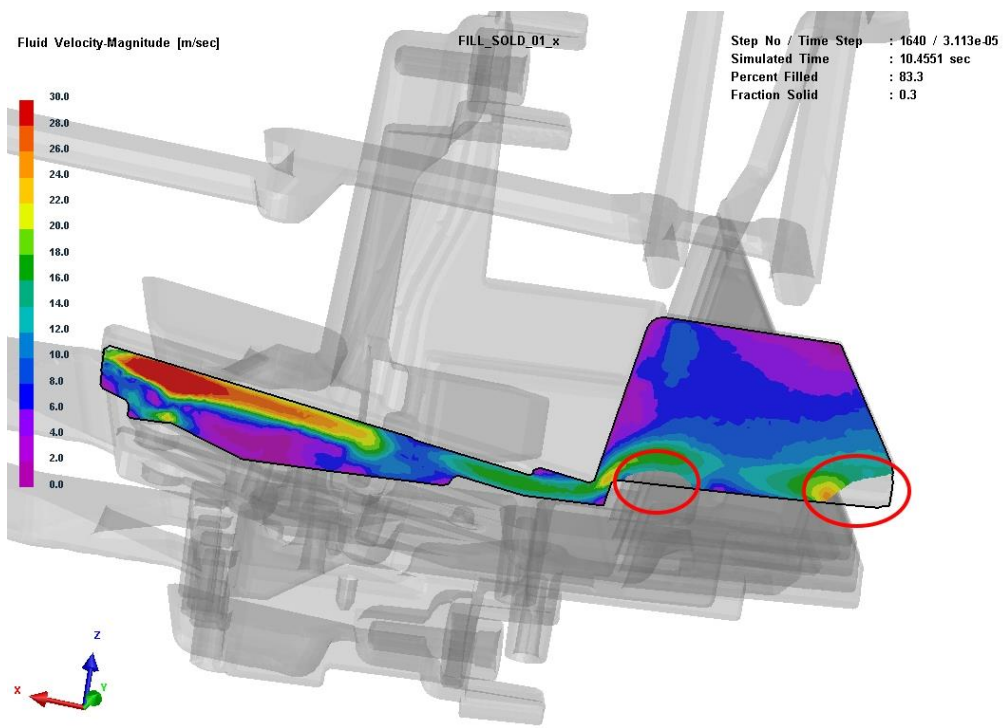 Fluid Velocity-Magnitude [m/sec]
FILL_SOLD_01_x
Step No / Time Step : 1640 / 3.113e-05
Simulated Time : 10.4551 sec
Percent Filled : 83.3
Fraction Solid : 0.3
30.0
28.0
26.0
24.0
22.0
20.0
18.0
16.0
14.0
12.0
10.0
8.0
6.0
4.0
2.0
0.0
Z
X
Y